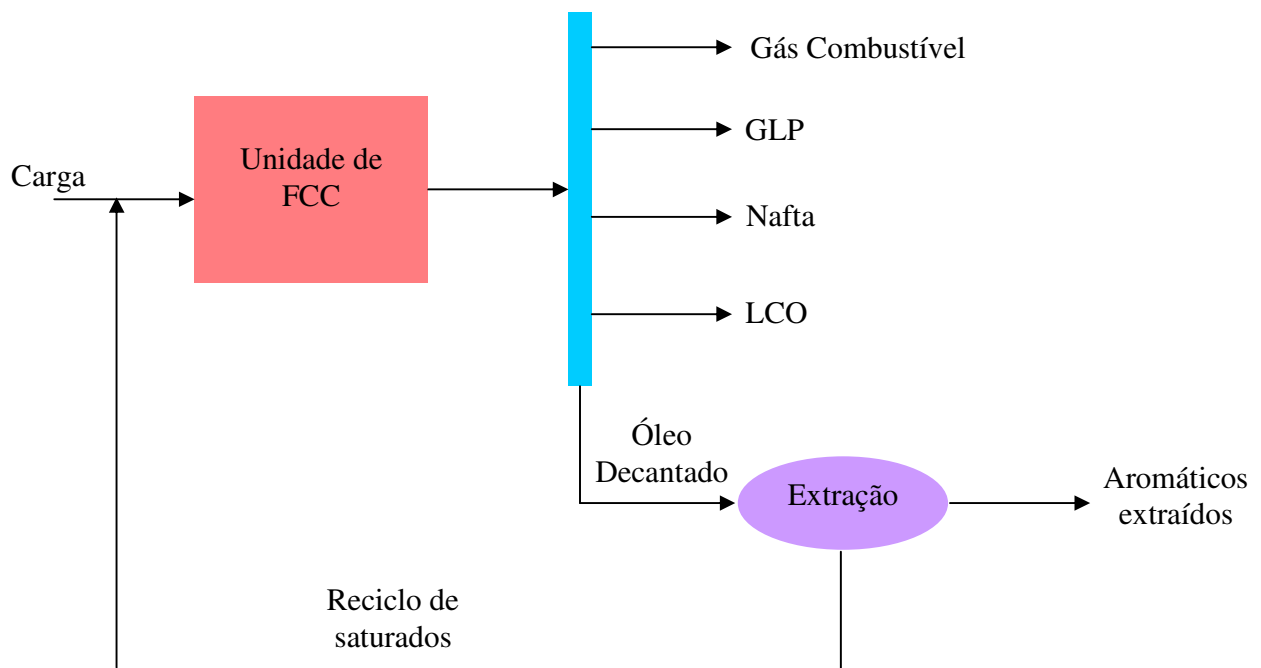 Gás Combustível
GLP
Unidade de
FCC
Carga
Nafta
LCO
Óleo
Decantado
Extração
Aromáticos
extraídos
Reciclo de
saturados